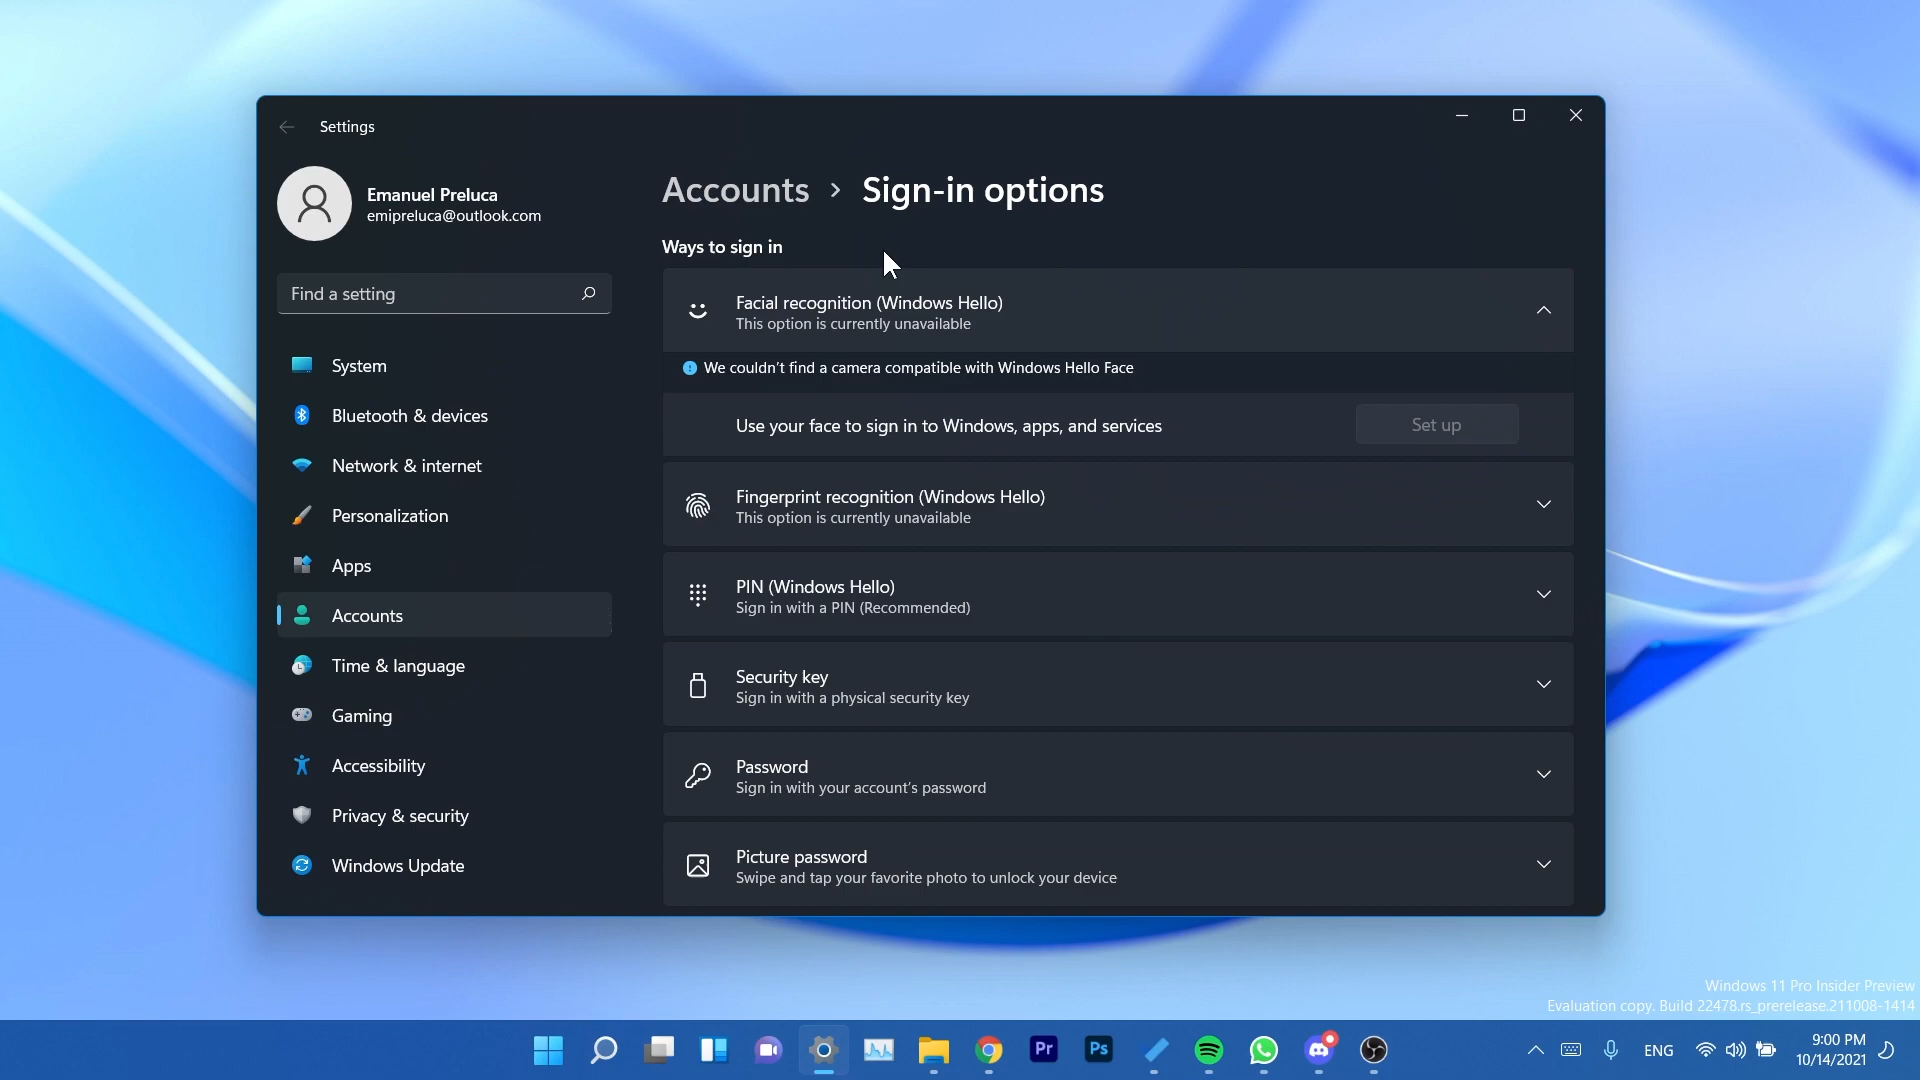 Settings
Emanuel Preluca
emipreluca@outlook.com
Find a setting
System
Bluetooth & devices
Network & internet
Personalization
Apps
Accounts
Time & language
Gaming
Accessibility
Privacy & security
Windows Update
Accounts > Sign-in options
Ways to sign in
Facial recognition (Windows Hello)
This option is currently unavailable
We couldn't find a camera compatible with Windows Hello Face
Use your face to sign in to Windows, apps, and services
Set up
Fingerprint recognition (Windows Hello)
This option is currently unavailable
PIN (Windows Hello)
Sign in with a PIN (Recommended)
Security key
Sign in with a physical security key
Password
Sign in with your account's password
Picture password
Swipe and tap your favorite photo to unlock your device
Windows 11 Pro Insider Preview
Evaluation copy. Build 22478.rs_prerelease.211008-1414
Pr
Ps
ENG
9:00 PM
10/14/2021